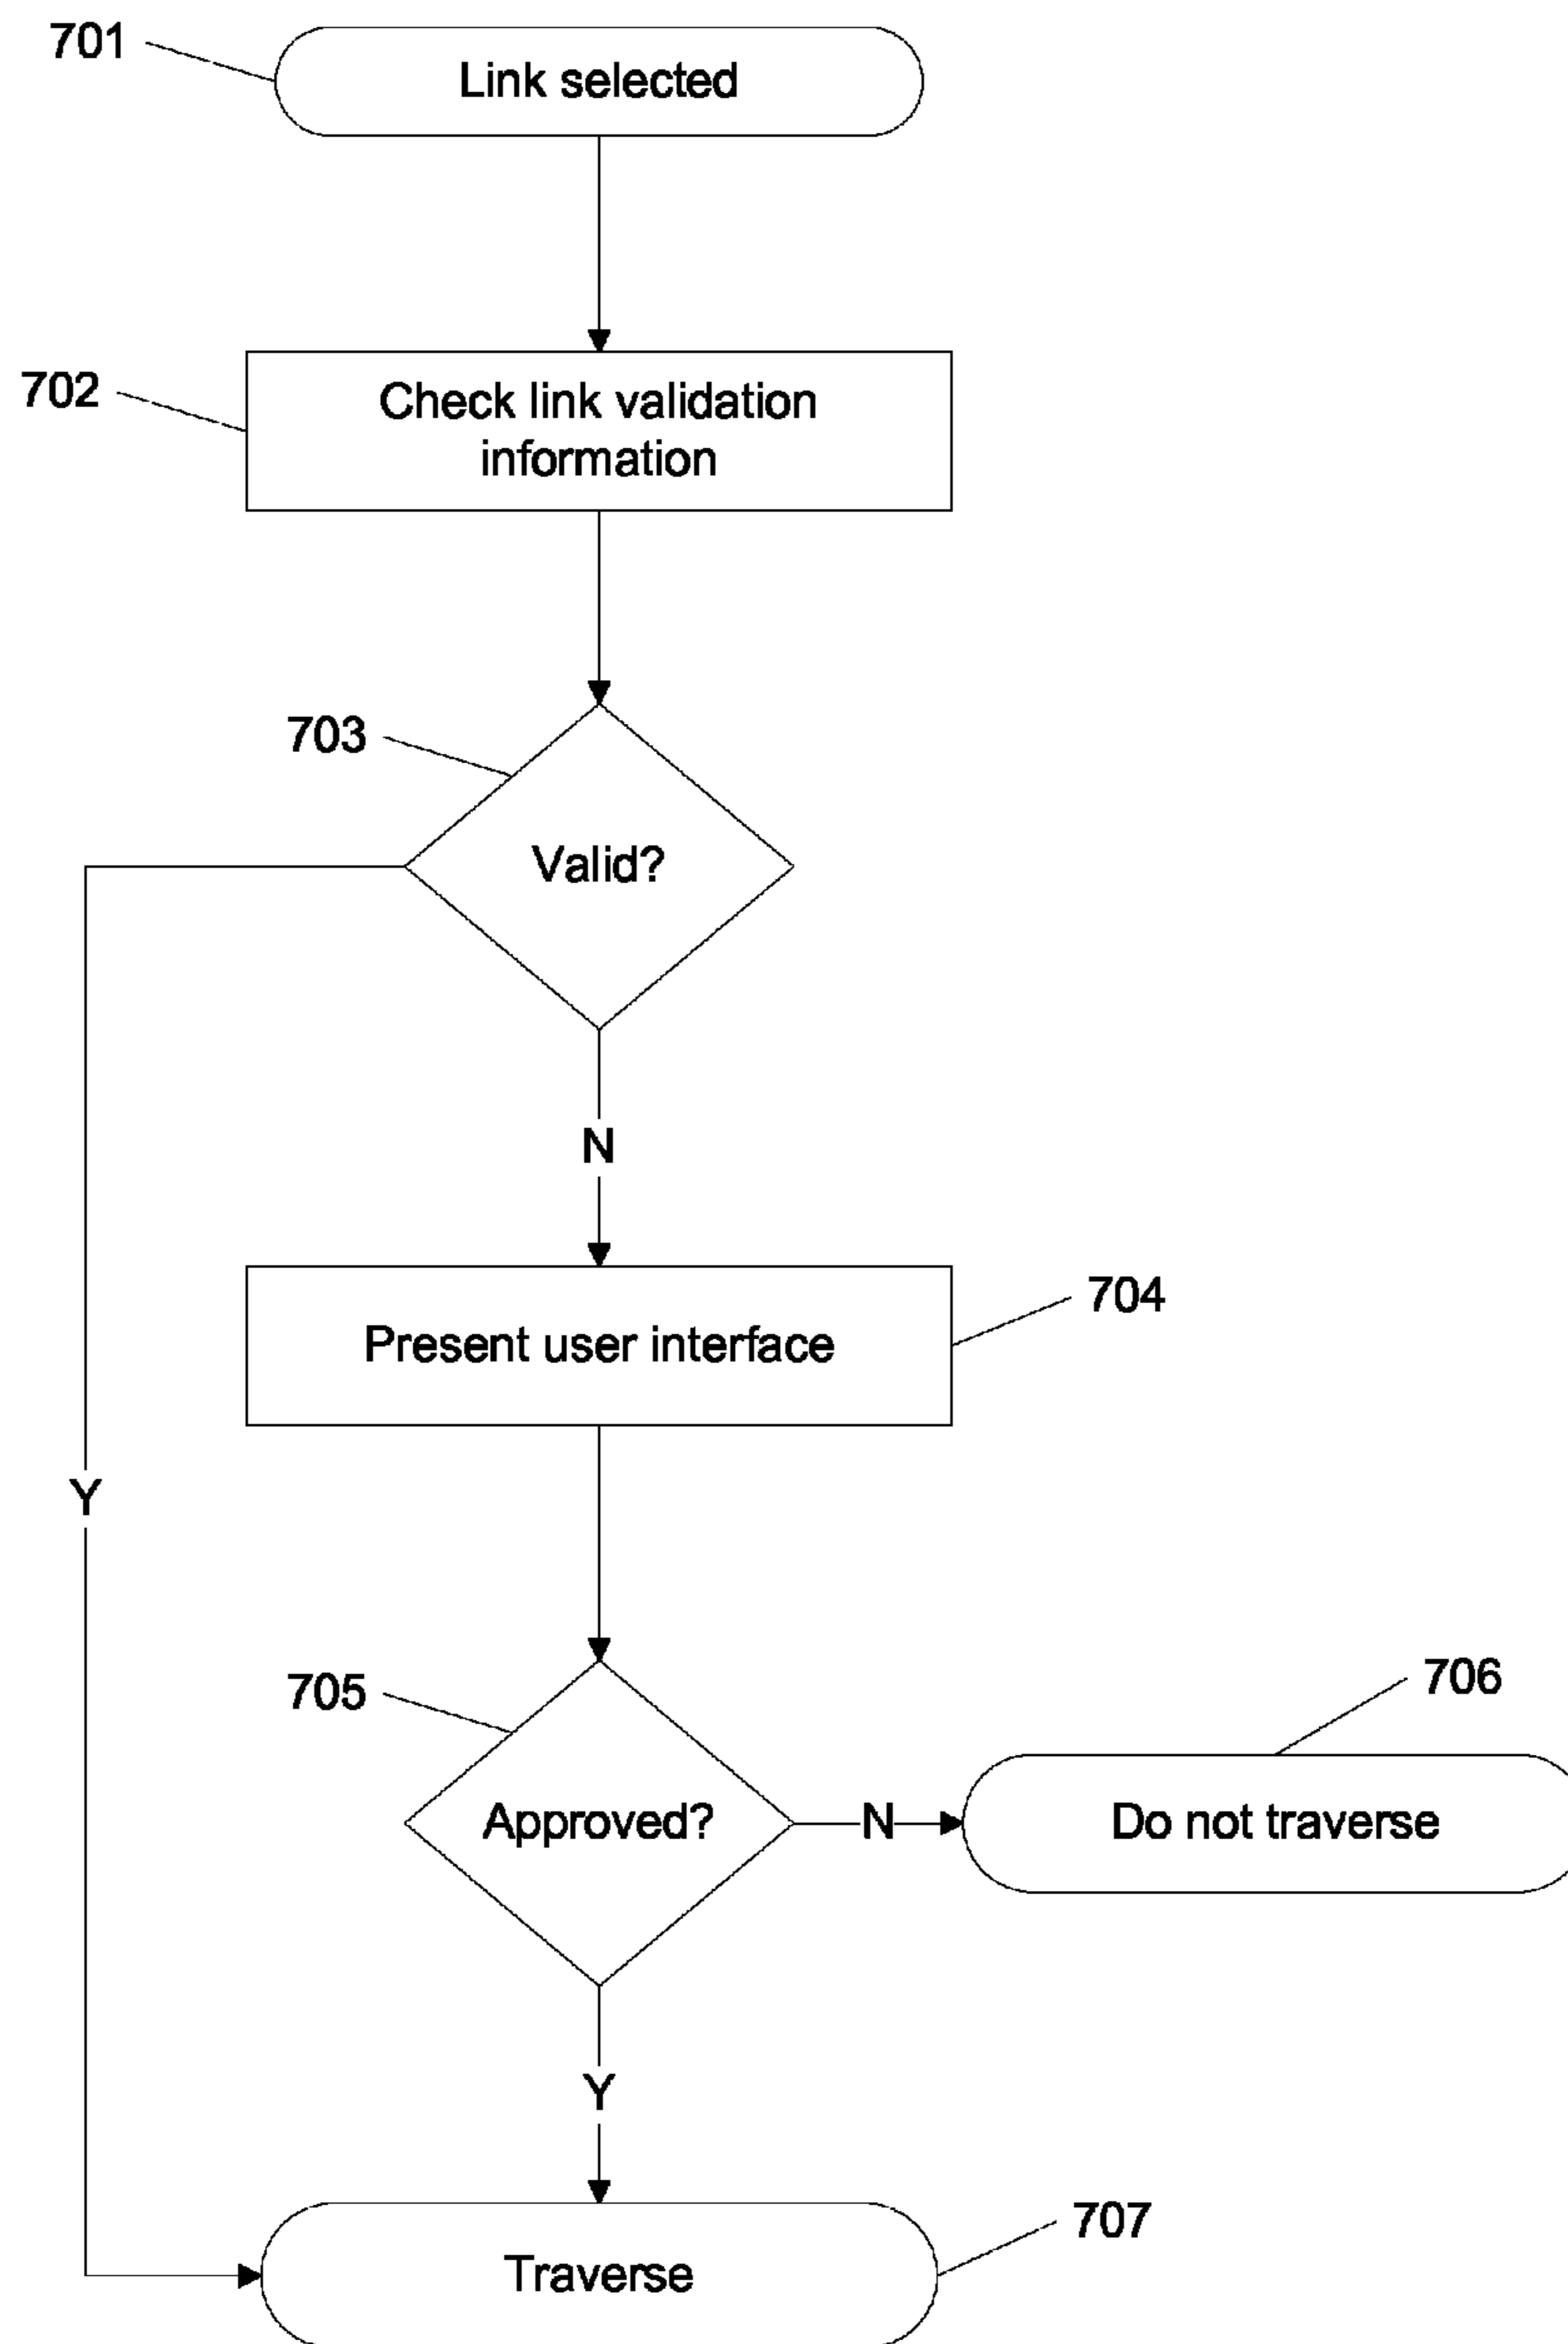 701
Link selected
702
Check link validation
information
703
Valid?
N
704
Present user interface
Y
705
Approved?
N
706
Do not traverse
Y
707
Traverse